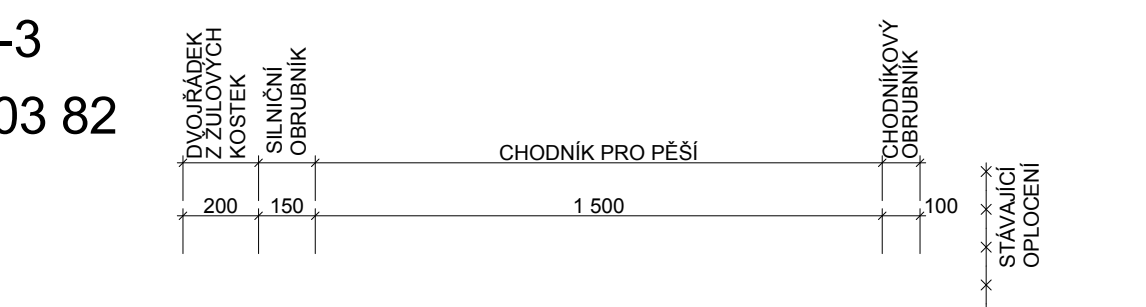 -3
03 82
DVOJŘÁDEK
Z ŽULOVÝCH
KOSTEK
SILNIČNÍ
OBRUBNÍK
CHODNÍK PRO PĚŠÍ
CHODNÍKOVÝ
OBRUBNÍK
200
150
1 500
100
STÁVAJÍCÍ
OPLOCENÍ